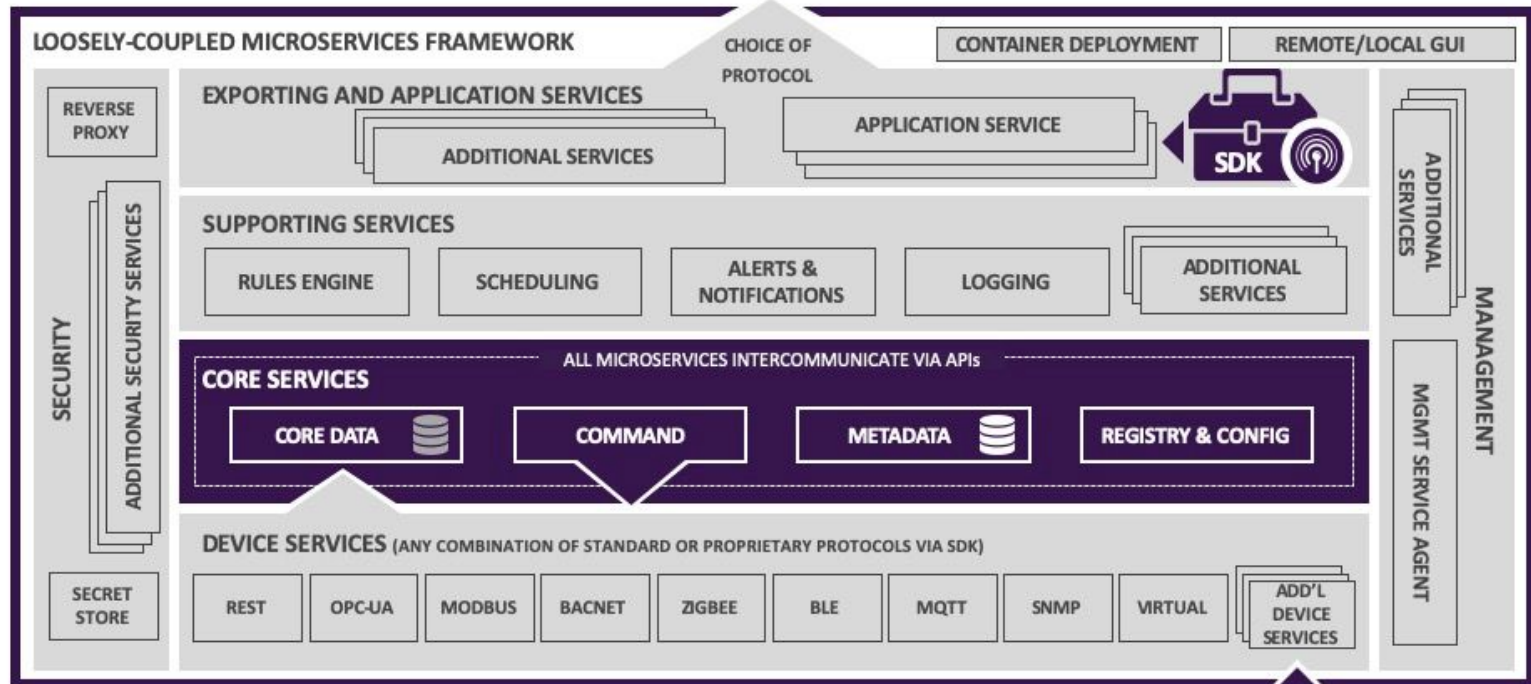 LOOSELY-COUPLED MICROSERVICES FRAMEWORK
CHOICE OF
PROTOCOL
CONTAINER DEPLOYMENT
REMOTE/LOCAL GUI
REVERSE
PROXY
ADDITIONAL SECURITY SERVICES
SECURITY
SECRET
STORE
EXPORTING AND APPLICATION SERVICES
ADDITIONAL SERVICES
APPLICATION SERVICE
SDK
SUPPORTING SERVICES
RULES ENGINE
SCHEDULING
ALERTS &
NOTIFICATIONS
LOGGING
ADDITIONAL
SERVICES
ALL MICROSERVICES INTERCOMMUNICATE VIA APIs
CORE SERVICES
CORE DATA
COMMAND
METADATA
REGISTRY & CONFIG
DEVICE SERVICES (ANY COMBINATION OF STANDARD OR PROPRIETARY PROTOCOLS VIA SDK)
REST
OPC-UA
MODBUS
BACNET
ZIGBEE
BLE
MQTT
SNMP
VIRTUAL
ADD'L
DEVICE
SERVICES
ADDITIONAL
SERVICES
MANAGEMENT
MGMT SERVICE AGENT